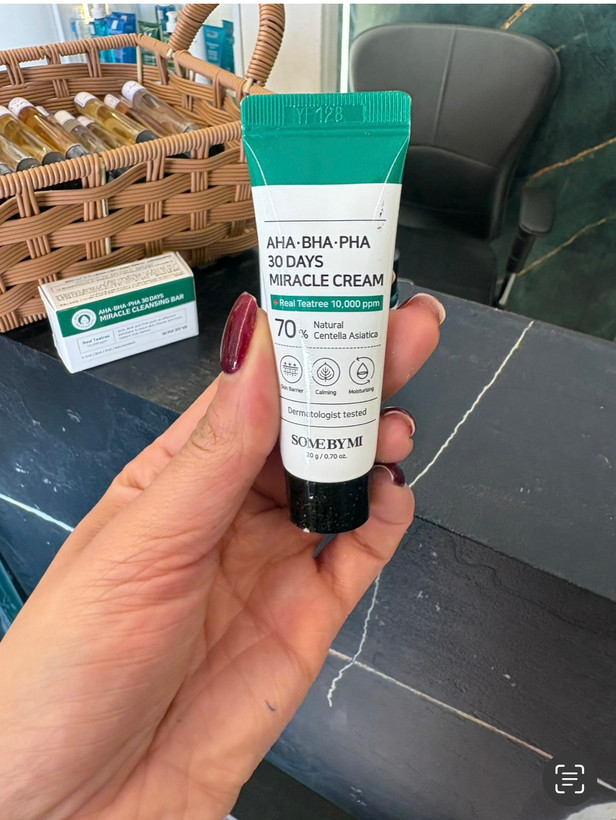 YI 128
AHA·BHA·PHA
30 DAYS
MIRACLE CREAM
Real Teatree 10,000 ppm
70%
Natural
Centella Asiatica
Skin Barrier
Calming
Moisturizing
Dermatologist tested
SOME BY MI
20 g / 0.70 oz.
AHA·BHA·PHA 30 DAYS
MIRACLE CLEANSING BAR
Real Teatree